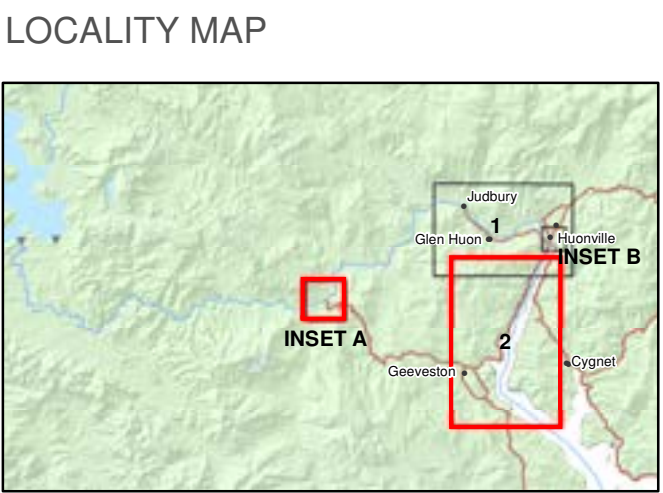 LOCALITY MAP
Judbury
1
Glen Huon
Huonville
INSET B
INSET A
2
Cygnet
Geeveston